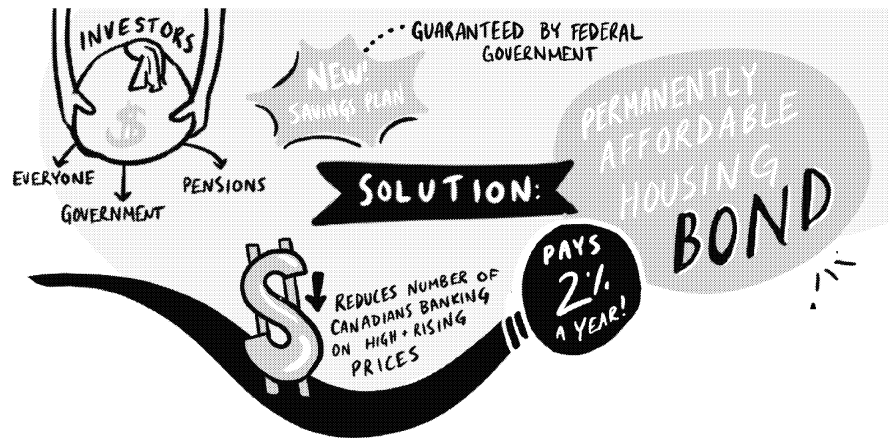 INVESTORS
$
EVERYONE
GOVERNMENT
PENSIONS
NEW!
SAVINGS PLAN
GUARANTEED BY FEDERAL
GOVERNMENT
SOLUTION:
PERMANENTLY
AFFORDABLE
HOUSING
BOND
PAYS
2%
A YEAR!
$
REDUCES NUMBER OF
CANADIANS BANKING
ON HIGH + RISING
PRICES